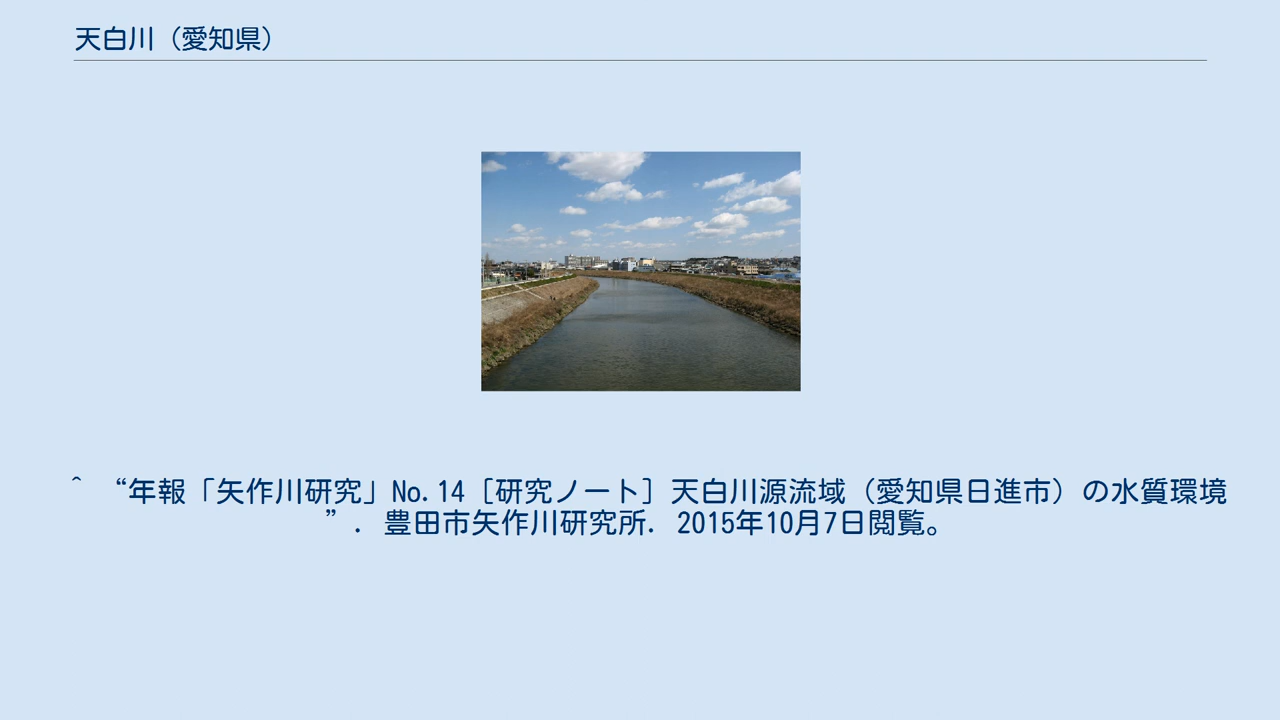 天白川（愛知県）
^ “年報「矢作川研究」No.14［研究ノート］天白川源流域（愛知県日進市）の水質環境
”. 豊田市矢作川研究所. 2015年10月7日閲覧。